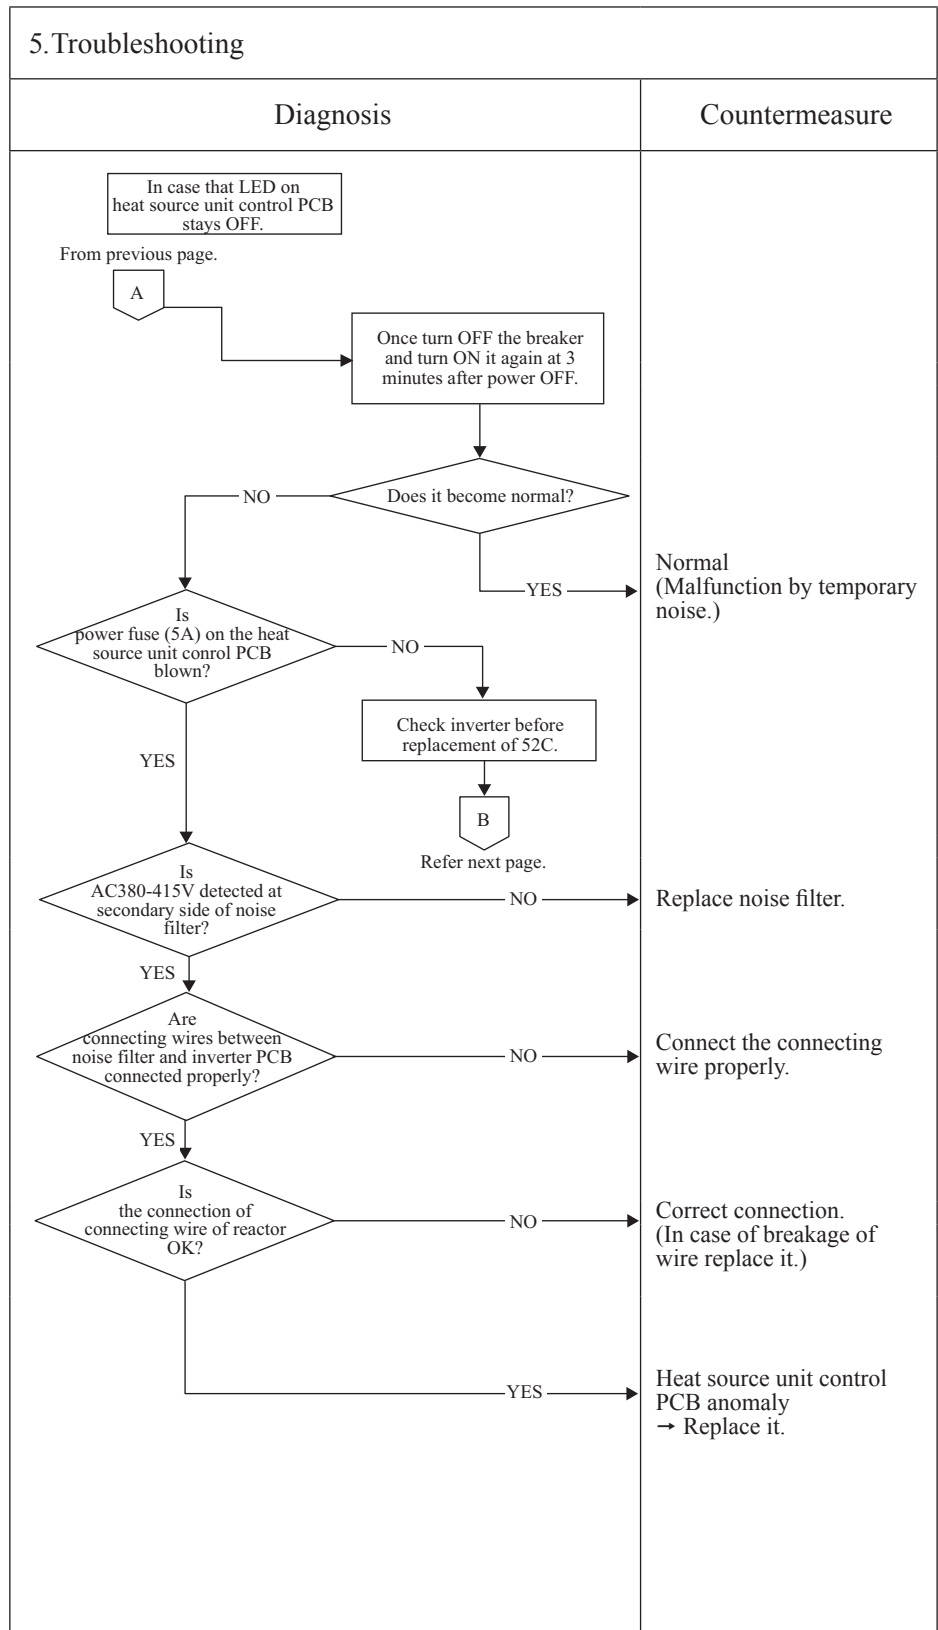 5.Troubleshooting
Diagnosis
Countermeasure
In case that LED on
heat source unit control PCB
stays OFF.
From previous page.
A
Once turn OFF the breaker
and turn ON it again at 3
minutes after power OFF.
Does it become normal?
NO
YES
Normal
(Malfunction by temporary
noise.)
Is
power fuse (5A) on the heat
source unit conrol PCB
blown?
NO
Check inverter before
replacement of 52C.
YES
B
Refer next page.
Is
AC380-415V detected at
secondary side of noise
filter?
NO
Replace noise filter.
YES
Are
connecting wires between
noise filter and inverter PCB
connected properly?
NO
Connect the connecting
wire properly.
YES
Is
the connection of
connecting wire of reactor
OK?
NO
Correct connection.
(In case of breakage of
wire replace it.)
YES
Heat source unit control
PCB anomaly
→ Replace it.